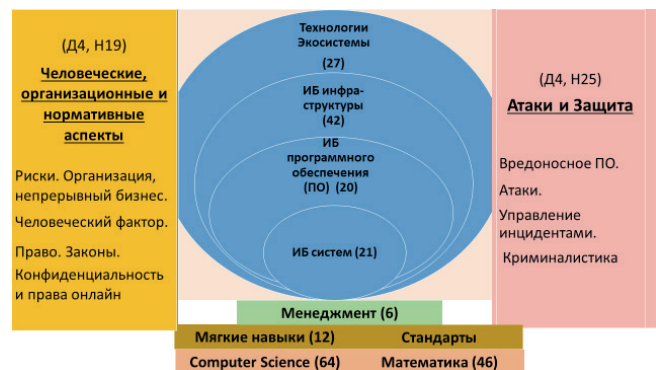 (Д4, Н19)
Человеческие,
организационные и
нормативные
аспекты
Риски. Организация,
непрерывный бизнес.
Человеческий фактор.
Право. Законы.
Конфиденциальность
и права онлайн
Технологии
Экосистемы
(27)
ИБ инфра-
структуры
(42)
ИБ
программного
обеспечения
(ПО) (20)
ИБ систем (21)
(Д4, Н25)
Атаки и Защита
Вредоносное ПО.
Атаки.
Управление
инцидентами.
Криминалистика
Менеджмент (6)
Мягкие навыки (12) Стандарты
Computer Science (64) Математика (46)